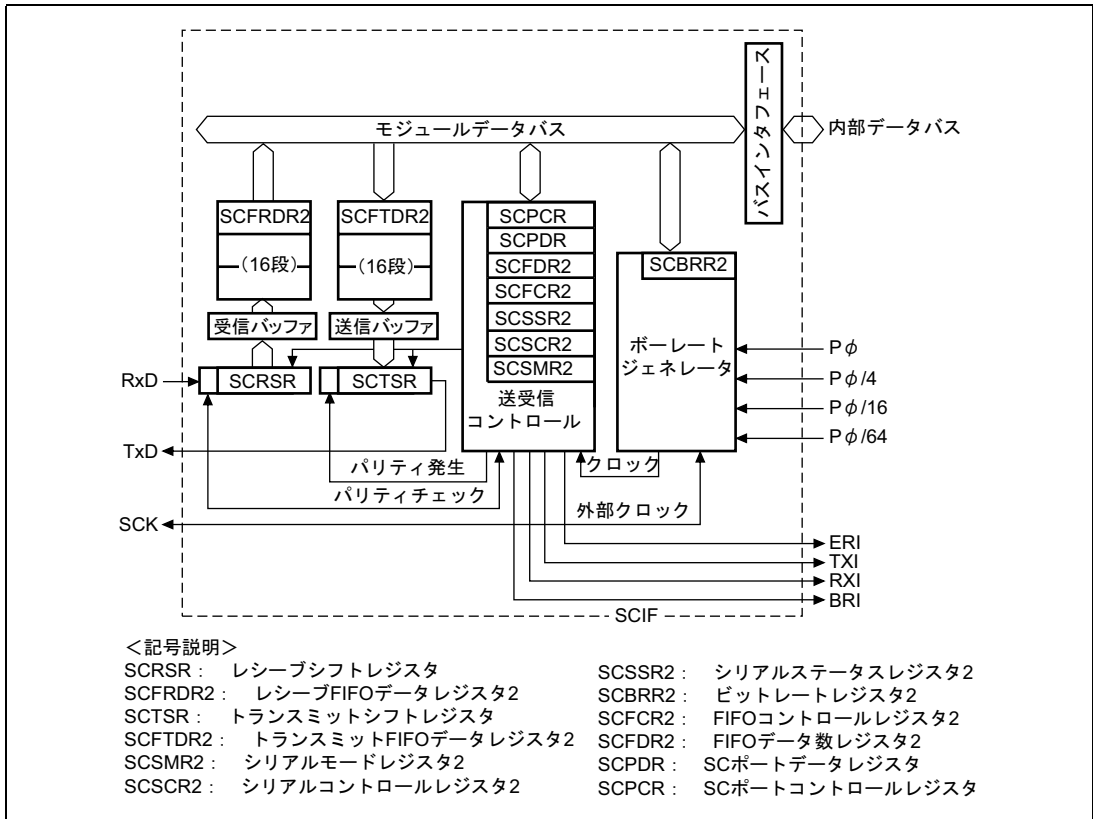 バスインタフェース
モジュールデータバス
内部データバス
SCFRDR2
(16段)
SCFTDR2
(16段)
SCPCR
SCPDR
SCFDR2
SCFCR2
SCSSR2
SCSCR2
SCSMR2
送受信
コントロール
SCBRR2
ボーレート
ジェネレータ
受信バッファ
送信バッファ
RxD
SCRSR
SCTSR
Pφ
Pφ/4
Pφ/16
Pφ/64
TxD
パリティ発生
パリティチェック
クロック
外部クロック
SCK
ERI
TXI
RXI
BRI
SCIF
＜記号説明＞
SCRSR： レシーブシフトレジスタ
SCFRDR2： レシーブFIFOデータレジスタ2
SCTSR： トランスミットシフトレジスタ
SCFTDR2： トランスミットFIFOデータレジスタ2
SCSMR2： シリアルモードレジスタ2
SCSCR2： シリアルコントロールレジスタ2
SCSSR2： シリアルステータスレジスタ2
SCBRR2： ビットレートレジスタ2
SCFCR2： FIFOコントロールレジスタ2
SCFDR2： FIFOデータ数レジスタ2
SCPDR： SCポートデータレジスタ
SCPCR： SCポートコントロールレジスタ